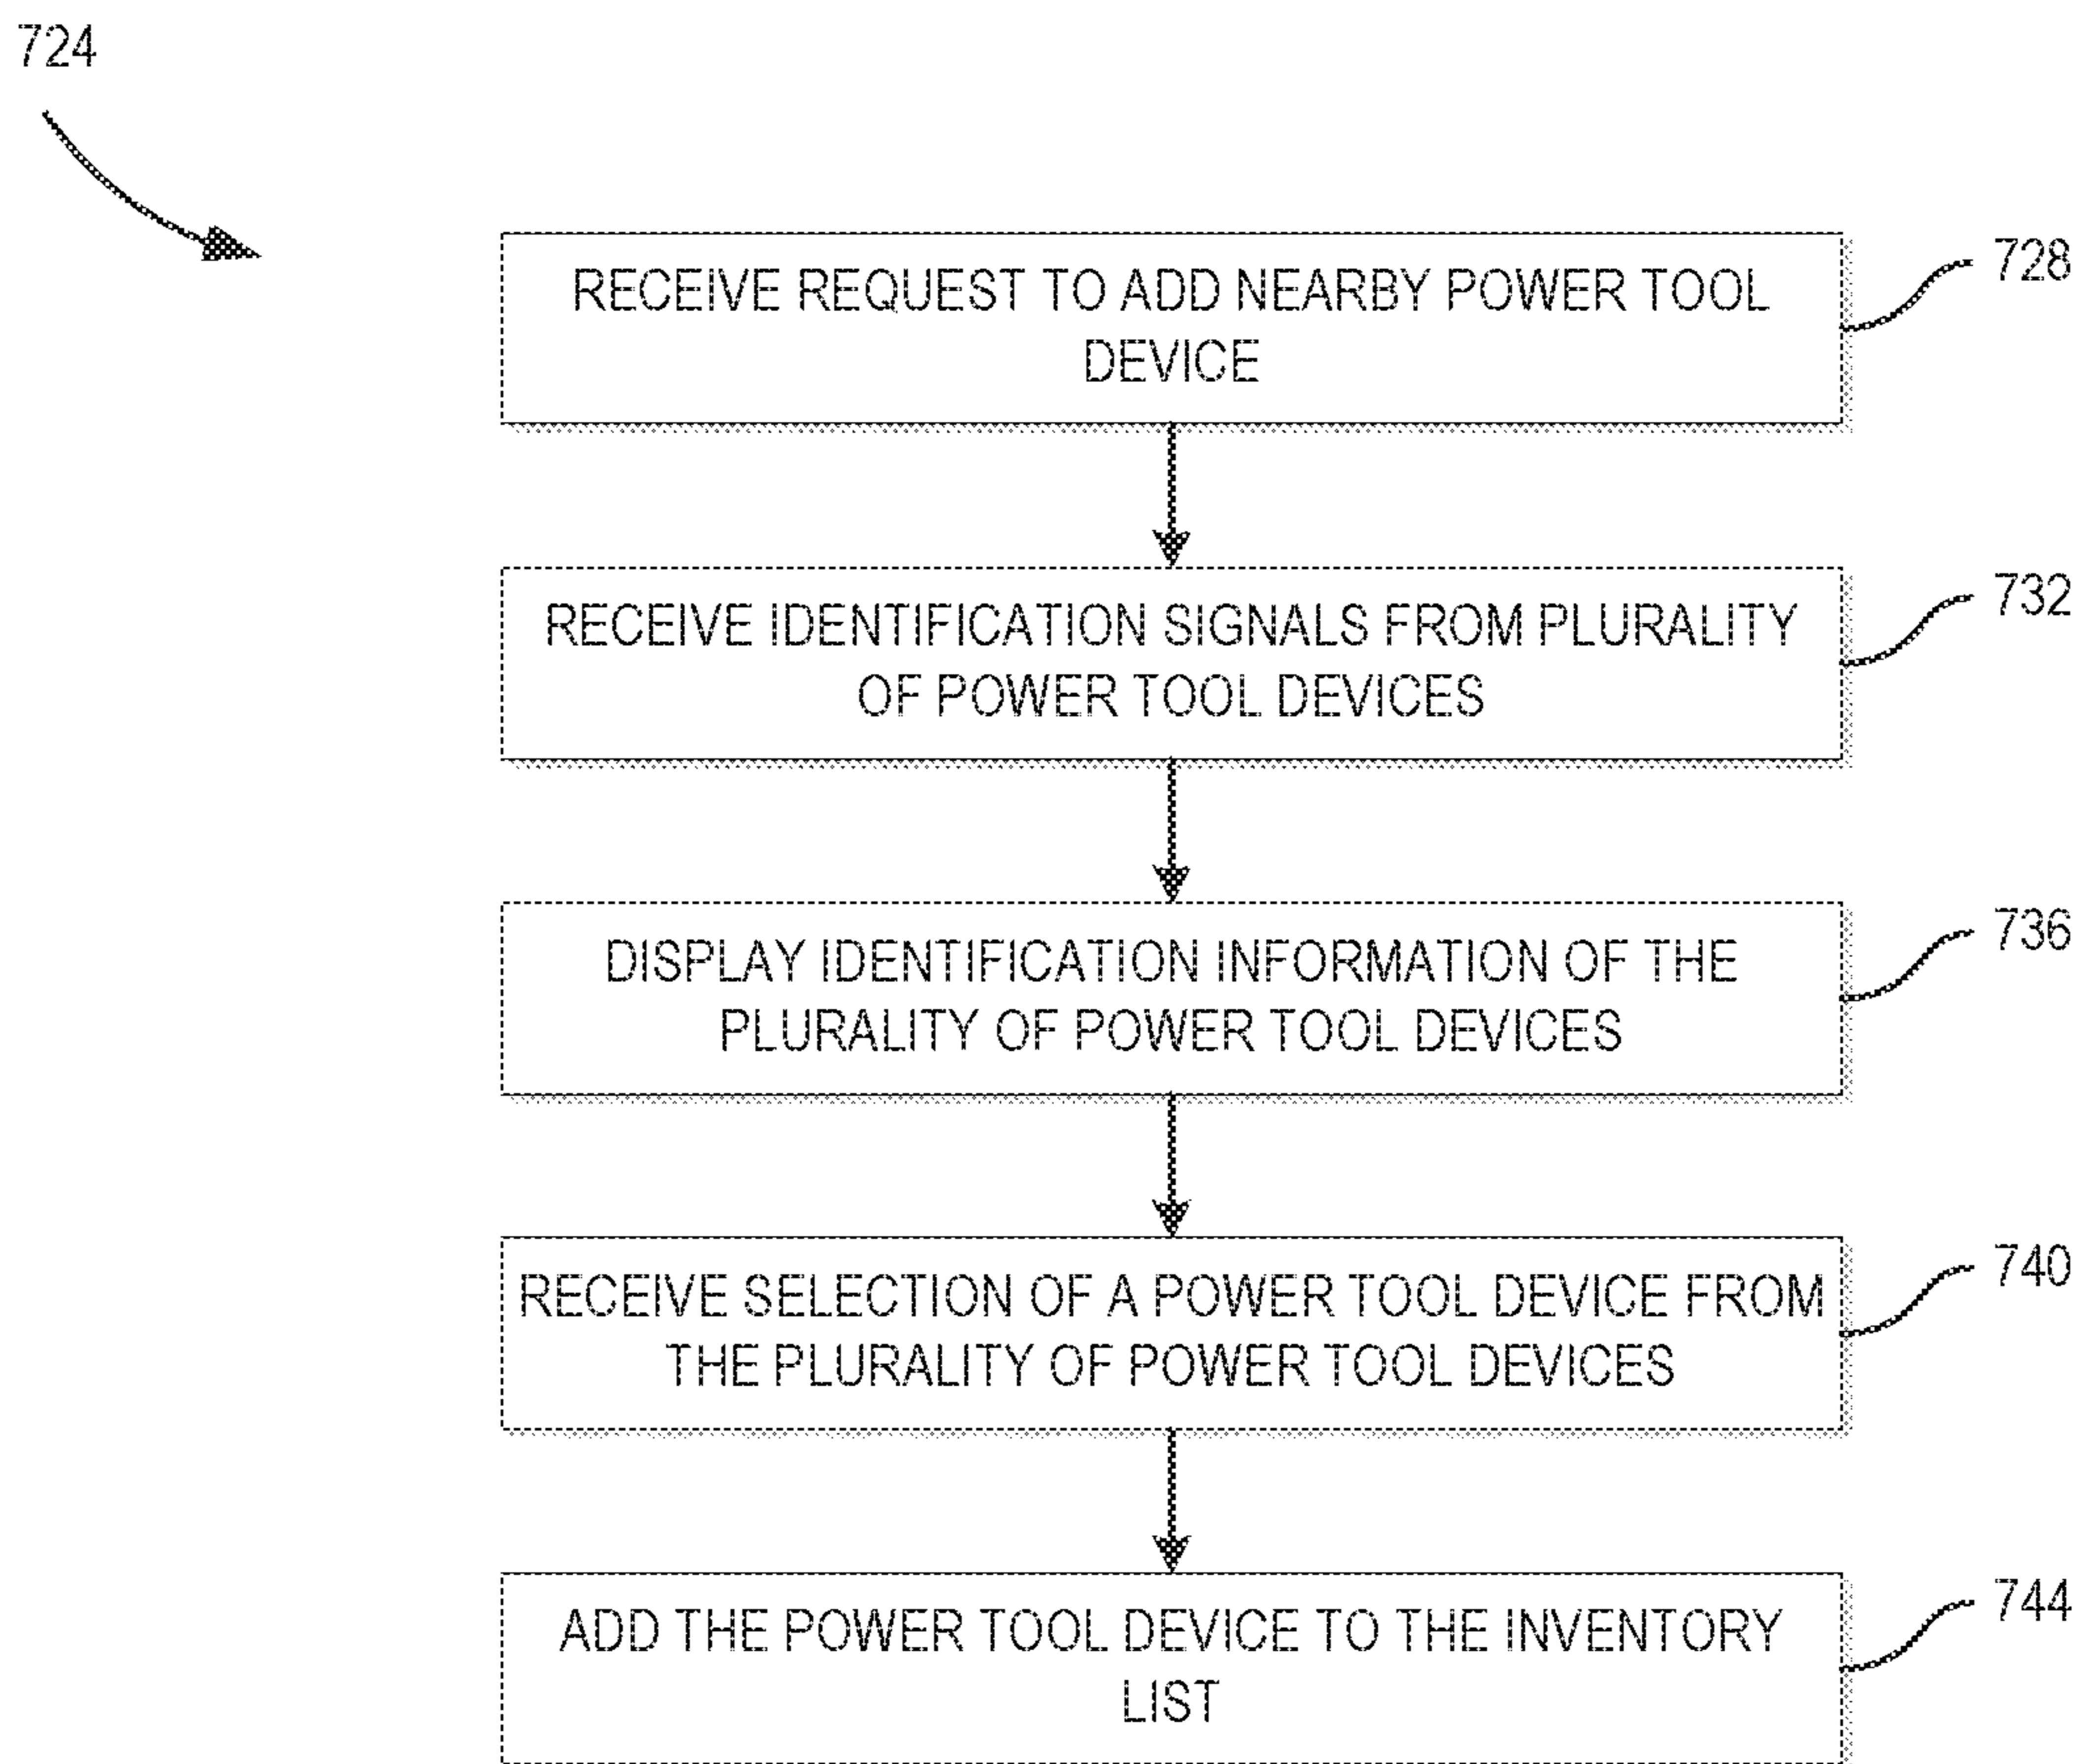 724
RECEIVE REQUEST TO ADD NEARBY POWER TOOL
DEVICE
728
RECEIVE IDENTIFICATION SIGNALS FROM PLURALITY
OF POWER TOOL DEVICES
732
DISPLAY IDENTIFICATION INFORMATION OF THE
PLURALITY OF POWER TOOL DEVICES
736
RECEIVE SELECTION OF A POWER TOOL DEVICE FROM
THE PLURALITY OF POWER TOOL DEVICES
740
ADD THE POWER TOOL DEVICE TO THE INVENTORY
LIST
744